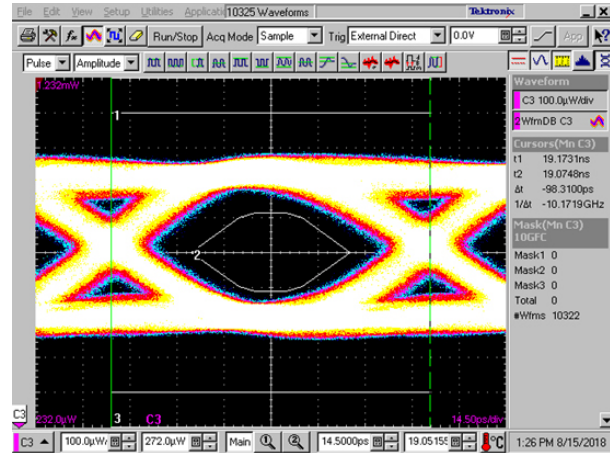 File Edit View Setup Utilities Applicati 10325 Waveforms Tektronix
Run/Stop Acq Mode Sample Trig External Direct 0.0V App
Pulse Amplitude
1.232mW
1
Waveform
C3 100.0µW/div
2 WfmDB C3
Cursors(Mn C3)
t1 19.1731ns
t2 19.0748ns
Δt -98.3100ps
1/Δt -10.1719GHz
Mask(Mn C3)
10GFC
Mask1 0
Mask2 0
Mask3 0
Total 0
#Wfms 10322
2
C3
232.0µW 3 C3 14.50ps/div
C3 100.0µW/ 272.0µW Main 14.5000ps 19.0515 °C 1:26 PM 8/15/2018